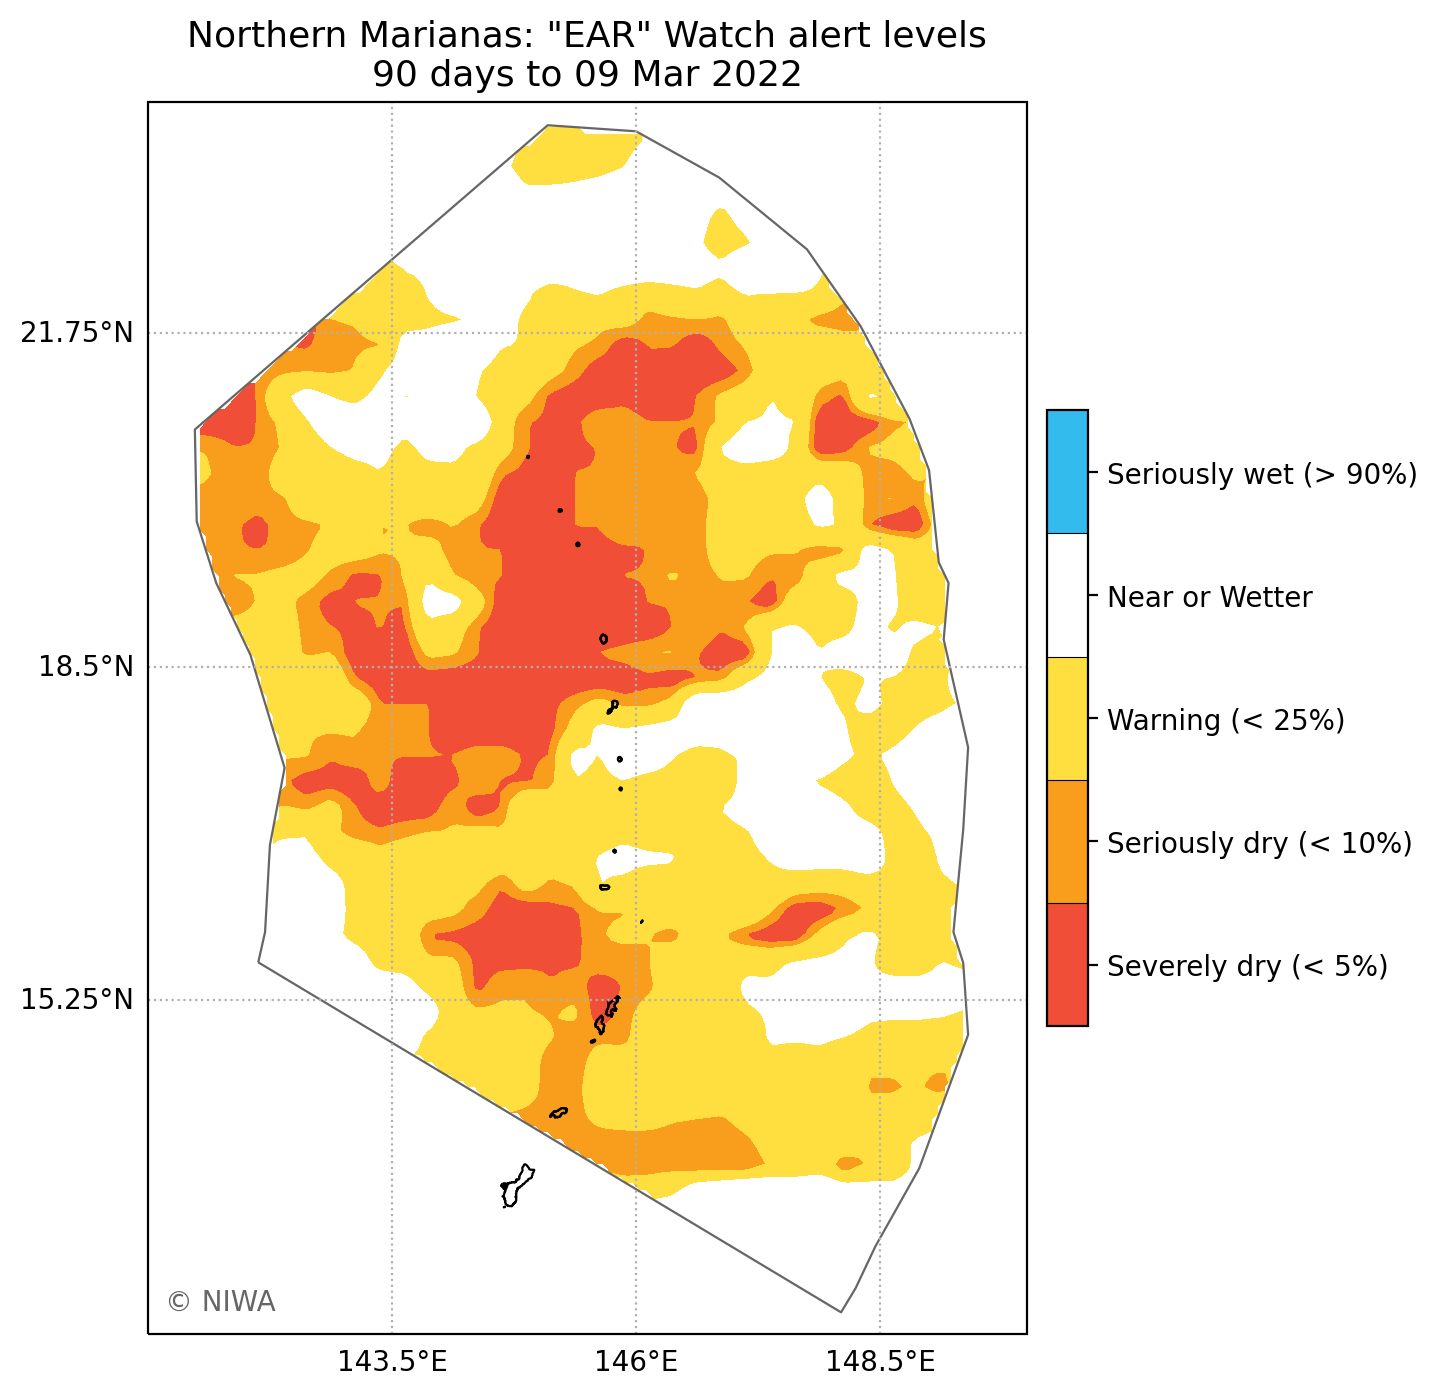 Northern Marianas: "EAR" Watch alert levels
90 days to 09 Mar 2022
21.75°N
18.5°N
15.25°N
143.5°E
146°E
148.5°E
Seriously wet (> 90%)
Near or Wetter
Warning (< 25%)
Seriously dry (< 10%)
Severely dry (< 5%)
© NIWA